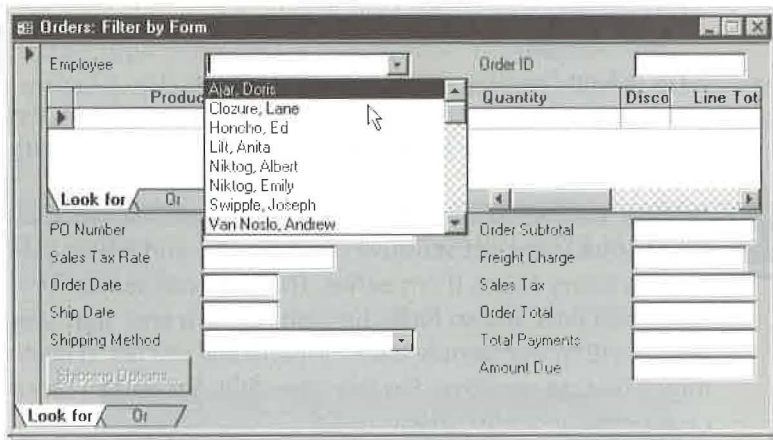 Orders: Filter by Form
Employee
Order ID
Produc
Quantity
Disco
Line Tot
Ajar, Doris
Clozure, Lane
Honcho, Ed
Lilt, Anita
Niktog, Albert
Niktog, Emily
Swipple, Joseph
Van Noslo, Andrew
Look for
Or
PO Number
Order Subtotal
Sales Tax Rate
Freight Charge
Order Date
Sales Tax
Ship Date
Order Total
Shipping Method
Total Payments
Shipping Options...
Amount Due
Look for
Or